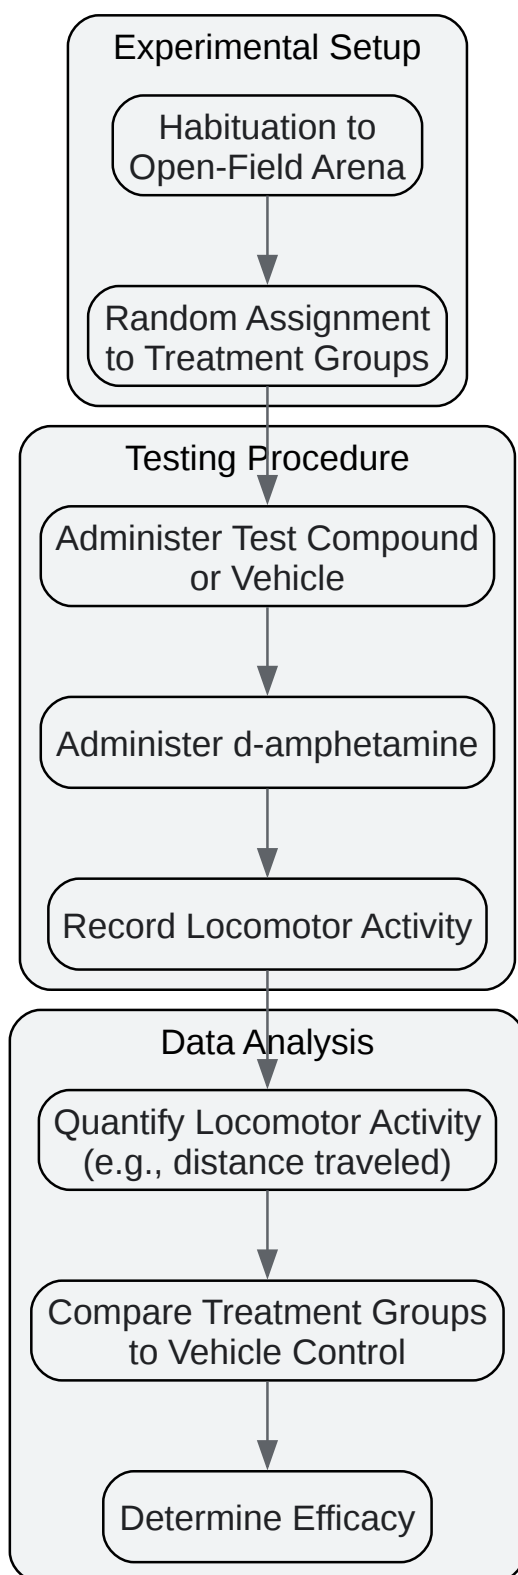 Experimental Setup
Habituation to
Open-Field Arena
Random Assignment
to Treatment Groups
Testing Procedure
Administer Test Compound
or Vehicle
Administer d-amphetamine
Record Locomotor Activity
Data Analysis
Quantify Locomotor Activity
(e.g., distance traveled)
Compare Treatment Groups
to Vehicle Control
Determine Efficacy